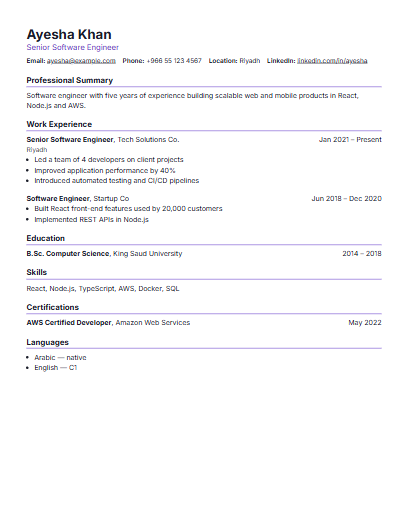 Ayesha Khan
Senior Software Engineer
Email: ayesha@example.com Phone: +966 55 123 4567 Location: Riyadh LinkedIn: linkedin.com/in/ayesha
Professional Summary
Software engineer with five years of experience building scalable web and mobile products in React,
Node.js and AWS.
Work Experience
Senior Software Engineer, Tech Solutions Co. Jan 2021 – Present
Riyadh
• Led a team of 4 developers on client projects
• Improved application performance by 40%
• Introduced automated testing and CI/CD pipelines
Software Engineer, Startup Co Jun 2018 – Dec 2020
• Built React front-end features used by 20,000 customers
• Implemented REST APIs in Node.js
Education
B.Sc. Computer Science, King Saud University 2014 – 2018
Skills
React, Node.js, TypeScript, AWS, Docker, SQL
Certifications
AWS Certified Developer, Amazon Web Services May 2022
Languages
• Arabic — native
• English — C1